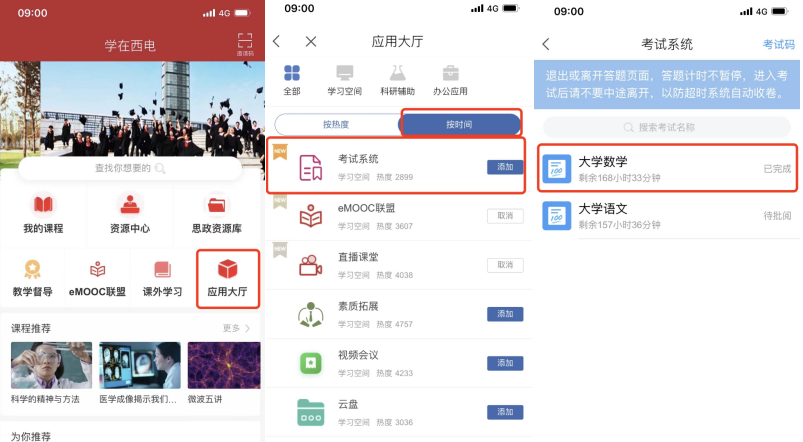 09:00
4G
学在西电
邀请码
查找你想要的
我的课程
资源中心
思政资源库
教学督导
eMOOC联盟
课外学习
应用大厅
课程推荐
更多
科学的精神与方法
医学成像揭示我们…
微波五讲
为你推荐
09:00
4G
应用大厅
全部
学习空间
科研辅助
办公应用
按热度
按时间
NEW
考试系统
学习空间 热度 2899
添加
NEW
eMOOC联盟
学习空间 热度 3607
取消
NEW
直播课堂
学习空间 热度 4038
取消
素质拓展
学习空间 热度 4757
添加
视频会议
学习空间 热度 4233
添加
云盘
学习空间 热度 3036
添加
09:00
4G
考试系统
考试码
退出或离开答题页面，答题计时不暂停，进入考
试后请不要中途离开，以防超时系统自动收卷。
搜索考试名称
100
大学数学
剩余168小时33分钟
已完成
100
大学语文
剩余157小时36分钟
待批阅